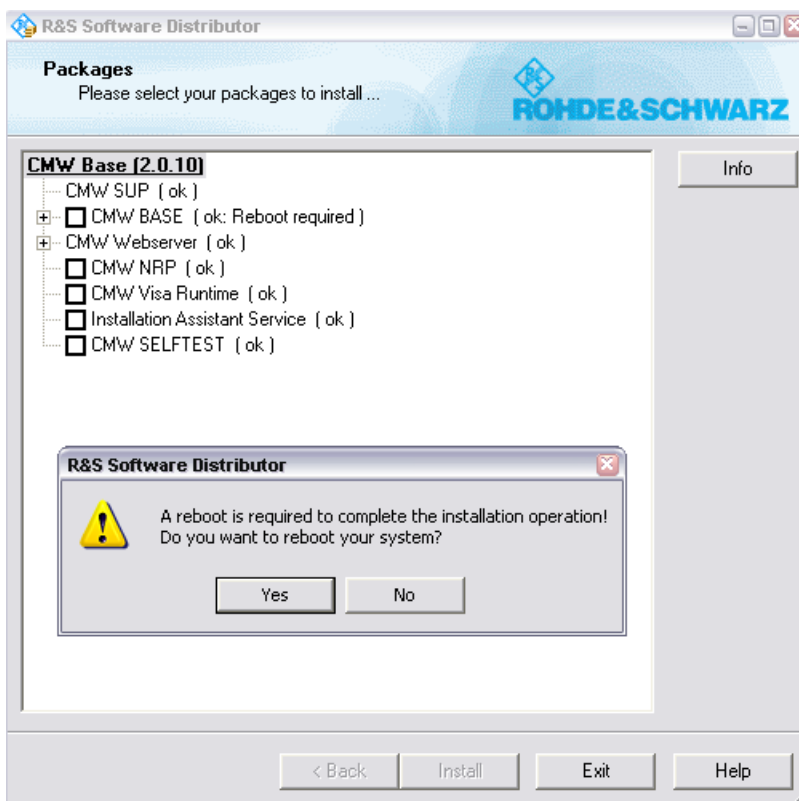 R&S Software Distributor
Packages
Please select your packages to install ...
ROHDE&SCHWARZ
CMW Base (2.0.10)
CMW SUP ( ok )
CMW BASE ( ok: Reboot required )
CMW Webserver ( ok )
CMW NRP ( ok )
CMW Visa Runtime ( ok )
Installation Assistant Service ( ok )
CMW SELFTEST ( ok )
Info
R&S Software Distributor
A reboot is required to complete the installation operation!
Do you want to reboot your system?
Yes
No
< Back
Install
Exit
Help